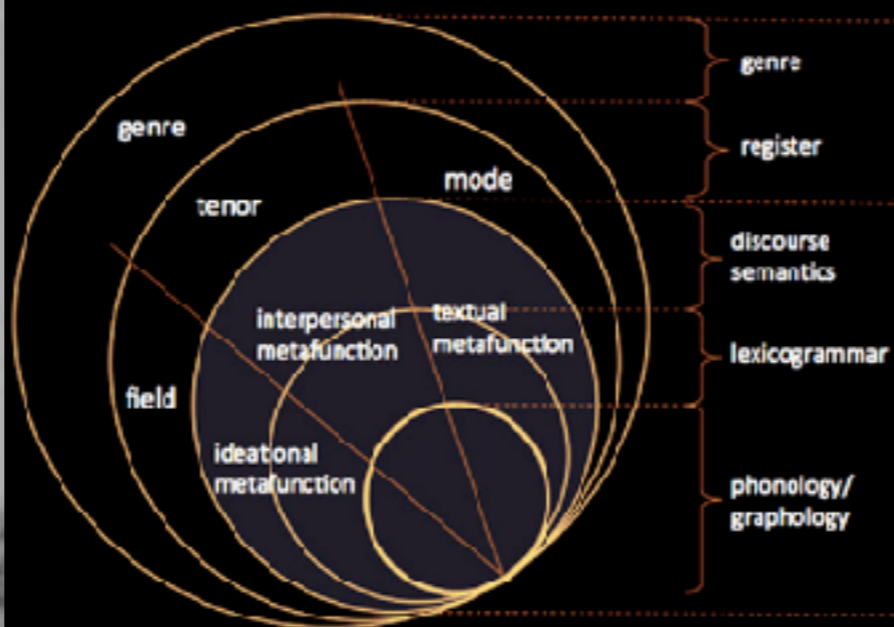 genre
tenor
mode
interpersonal
metafunction
textual
metafunction
field
ideational
metafunction
genre
register
discourse
semantics
lexicogrammar
phonology/
graphology